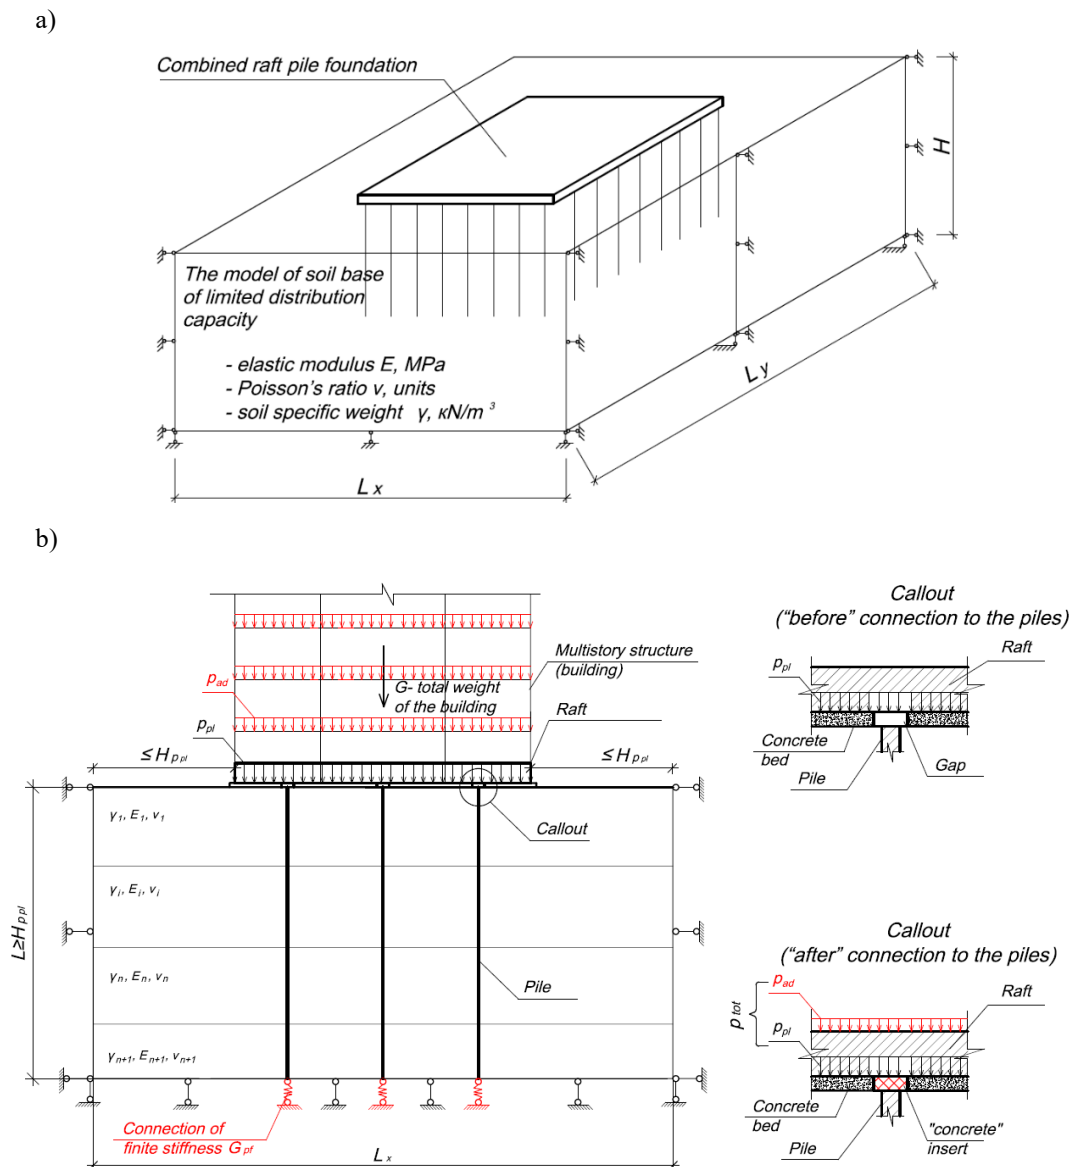 a)
Combined raft pile foundation
H
The model of soil base
of limited distribution
capacity
- elastic modulus E, MPa
- Poisson's ratio ν, units
- soil specific weight γ, кN/m ³
L y
L x
b)
p ad
G- total weight
of the building
Multistory structure
(building)
p pl
Raft
≤ H p pl
≤ H p pl
Callout
γ1, E1, ν1
γi, Ei, νi
γn, En, νn
γn+1, En+1, νn+1
L≥H p pl
Pile
Connection of
finite stiffness G pf
L x
Callout
("before" connection to the piles)
p pl
Raft
Concrete
bed
Pile
Gap
Callout
("after" connection to the piles)
p ad
Raft
p tot
p pl
Concrete
bed
Pile
"concrete"
insert